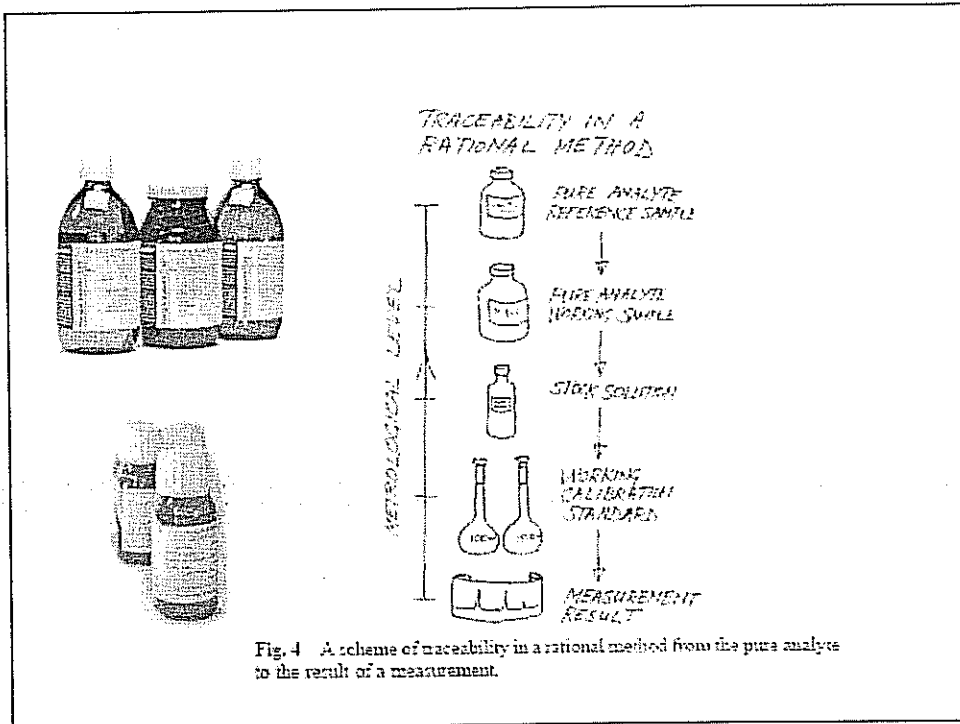 TRACEABILITY IN A
RATIONAL METHOD
PURE ANALYTE
REFERENCE SAMPLE
PURE ANALYTE
WORKING SAMPLE
STOCK SOLUTION
WORKING
CALIBRATION
STANDARD
MEASUREMENT
RESULT
METROLOGICAL LEVEL
Fig. 4 A scheme of traceability in a rational method from the pure analyte
to the result of a measurement.